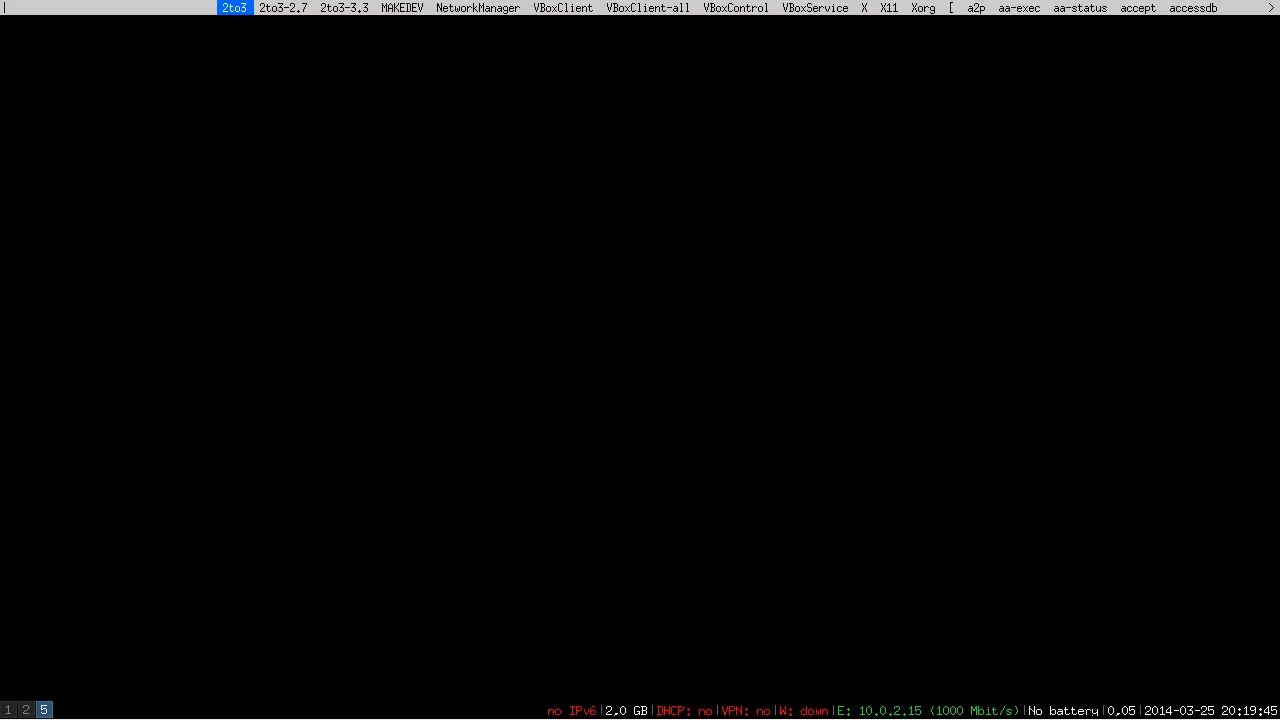 2to3 2to3-2.7 2to3-3.3 MAKEDEV NetworkManager VBoxClient VBoxClient-all VBoxControl VBoxService X X11 Xorg [ a2p aa-exec aa-status accept accessdb >
1 2 5 no IPv6|2,0 GB|DHCP: no|VPN: no|W: down|E: 10.0.2.15 (1000 Mbit/s)|No battery|0,05|2014-03-25 20:19:45